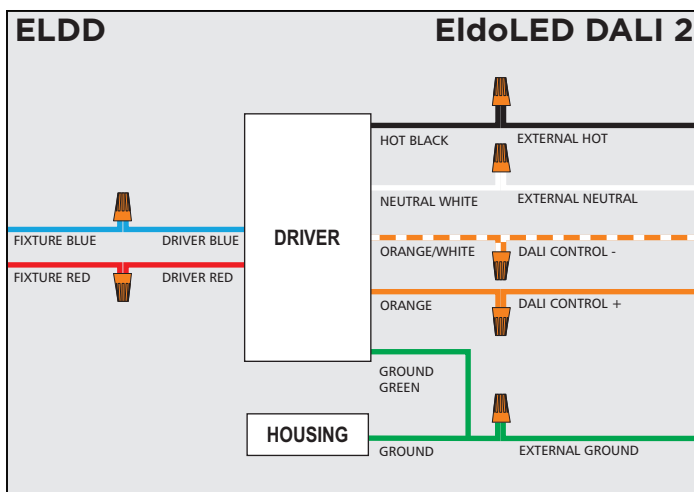 ELDD
EldoLED DALI 2
HOT BLACK
EXTERNAL HOT
NEUTRAL WHITE
EXTERNAL NEUTRAL
FIXTURE BLUE
DRIVER BLUE
DRIVER
ORANGE/WHITE
DALI CONTROL -
FIXTURE RED
DRIVER RED
ORANGE
DALI CONTROL +
GROUND
GREEN
HOUSING
GROUND
EXTERNAL GROUND